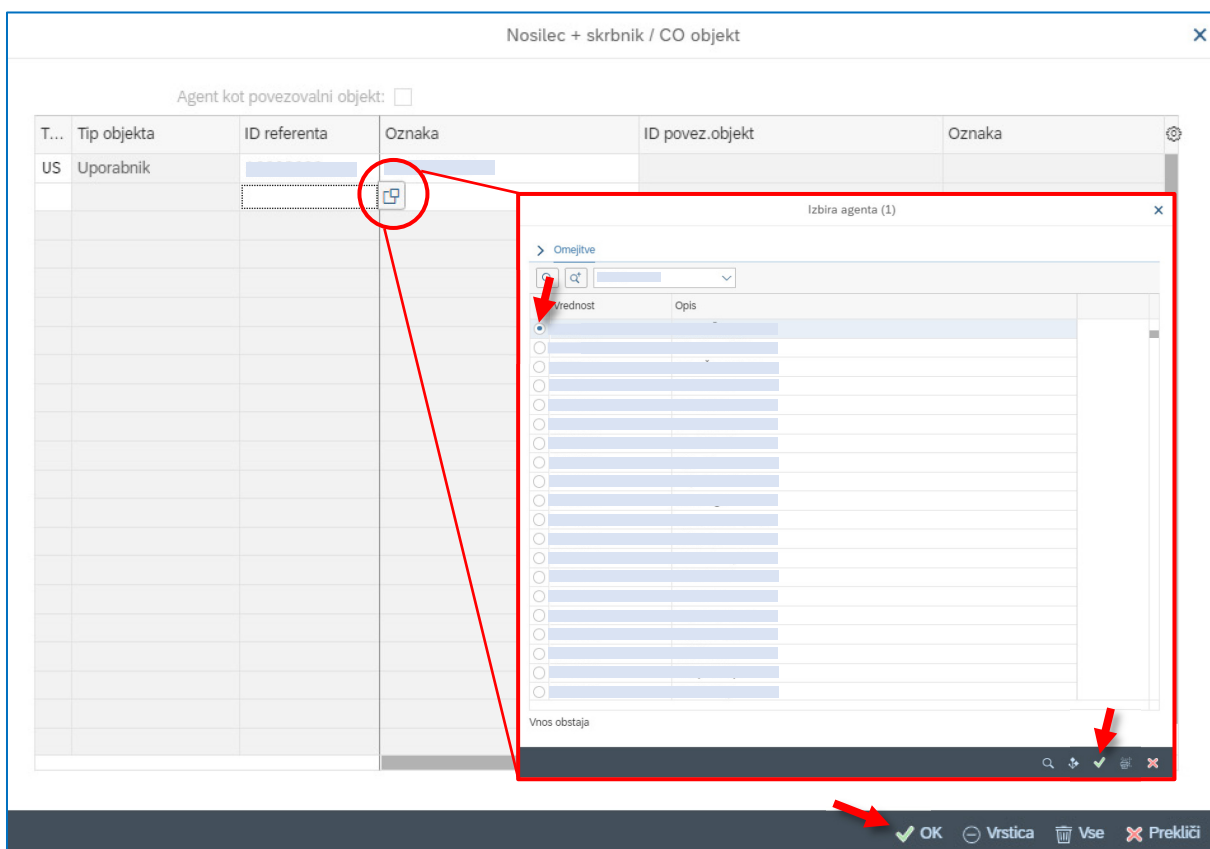 Nosilec + skrbnik / CO objekt
Agent kot povezovalni objekt:
T... Tip objekta ID referenta Oznaka ID povez.objekt Oznaka
US Uporabnik
Izbira agenta (1)
Omejitve
Vrednost Opis
Vnos obstaja
OK Vrstica Vse Prekliči